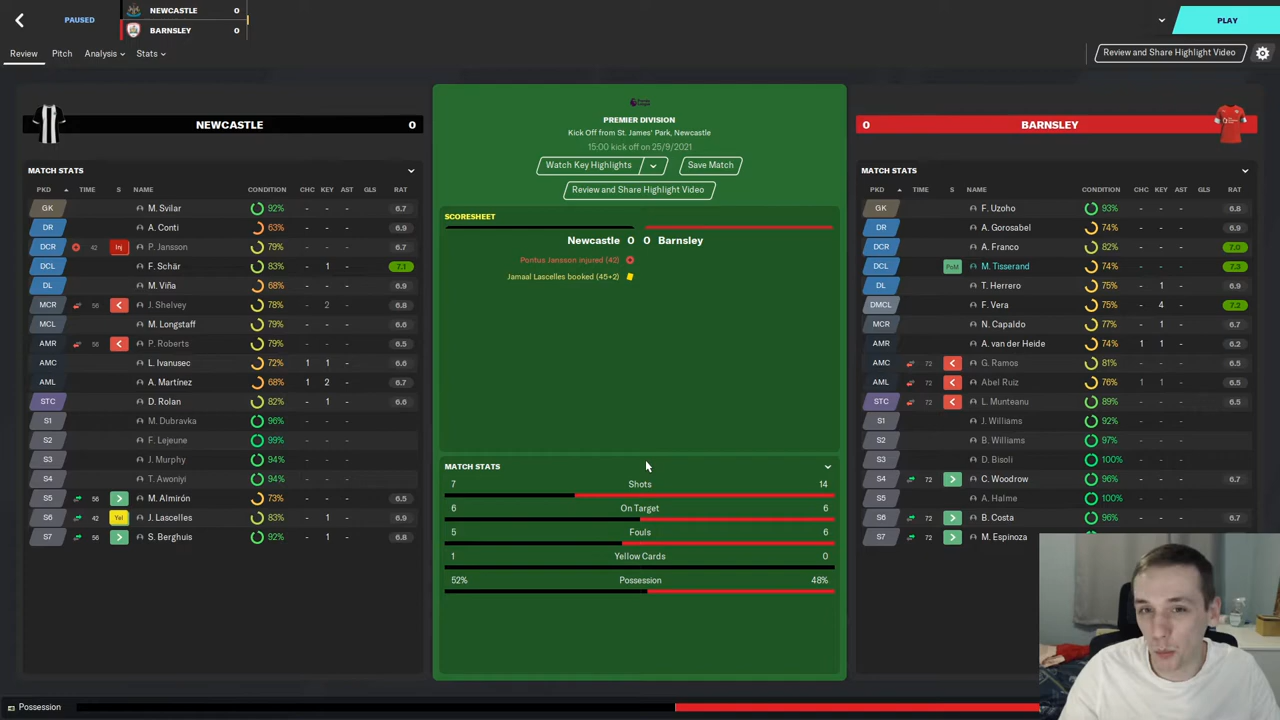 PAUSED
NEWCASTLE 0
BARNSLEY 0
PLAY
Review Pitch Analysis Stats
Review and Share Highlight Video
NEWCASTLE 0
MATCH STATS
PKD TIME S NAME CONDITION CHC KEY AST GLS RAT
GK M. Svilar 92% - - - 6.7
DR A. Conti 63% - - - 6.9
DCR 42 Inj P. Jansson 79% - - - 6.7
DCL F. Schär 83% - 1 - 7.1
DL M. Viña 68% - - - 6.9
MCR 56 J. Shelvey 78% - 2 - 6.8
MCL M. Longstaff 79% - - - 6.6
AMR 56 P. Roberts 79% - - - 6.5
AMC L. Ivanusec 72% 1 1 - 6.6
AML A. Martínez 68% 1 2 - 6.7
STC D. Rolan 82% - 1 - 6.6
S1 M. Dubravka 96%
S2 F. Lejeune 99%
S3 J. Murphy 94%
S4 T. Awoniyi 94%
S5 56 M. Almirón 73% - - - 6.5
S6 42 Yel J. Lascelles 83% - - - 6.9
S7 56 S. Berghuis 92% - 1 - 6.8
PREMIER DIVISION
Kick Off from St. James' Park, Newcastle
15:00 kick off on 25/9/2021
Watch Key Highlights
Save Match
Review and Share Highlight Video
SCORESHEET
Newcastle 0 0 Barnsley
Pontus Jansson injured (42)
Jamaal Lascelles booked (45+2)
MATCH STATS
7 Shots 14
6 On Target 6
5 Fouls 6
1 Yellow Cards 0
52% Possession 48%
0 BARNSLEY
MATCH STATS
PKD TIME S NAME CONDITION CHC KEY AST GLS RAT
GK F. Uzoho 93% - - - 6.8
DR A. Gorosabel 74% - - - 6.9
DCR A. Franco 82% - - - 7.0
DCL PoM M. Tisserand 74% - - - 7.3
DL T. Herrero 75% - 1 - 6.9
DMCL F. Vera 75% - 4 - 7.2
MCR N. Capaldo 77% - 1 - 6.7
AMR A. van der Heide 74% 1 1 - 6.2
AMC 72 G. Ramos 81% - - - 6.5
AML 72 Abel Ruiz 76% 1 1 - 6.5
STC 72 L. Munteanu 89% - - - 6.5
S1 J. Williams 92%
S2 B. Williams 97%
S3 D. Bisoli 100%
S4 72 C. Woodrow 96% - - - 6.7
S5 A. Halme 100%
S6 72 B. Costa 96% - - - 6.7
S7 72 M. Espinoza
Possession